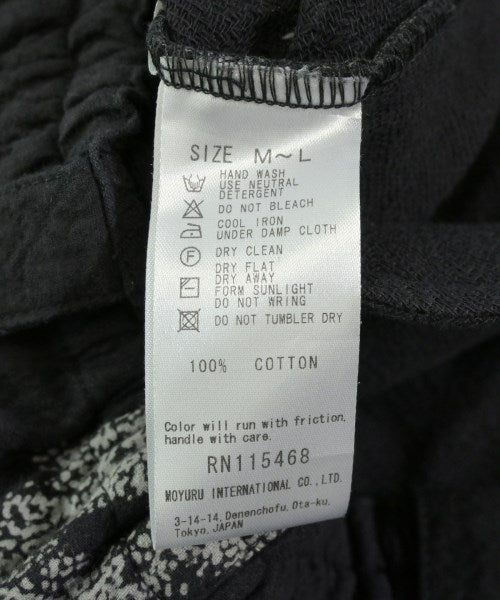 SIZE M~L
HAND WASH
USE NEUTRAL
DETERGENT
DO NOT BLEACH
COOL IRON
UNDER DAMP CLOTH
F DRY CLEAN
DRY FLAT
DRY AWAY
FORM SUNLIGHT
DO NOT WRING
DO NOT TUMBLER DRY
100% COTTON
Color will run with friction.
handle with care.
RN115468
MOYURU INTERNATIONAL CO., LTD.
3-14-14, Denenchofu, Ota-ku,
Tokyo, JAPAN